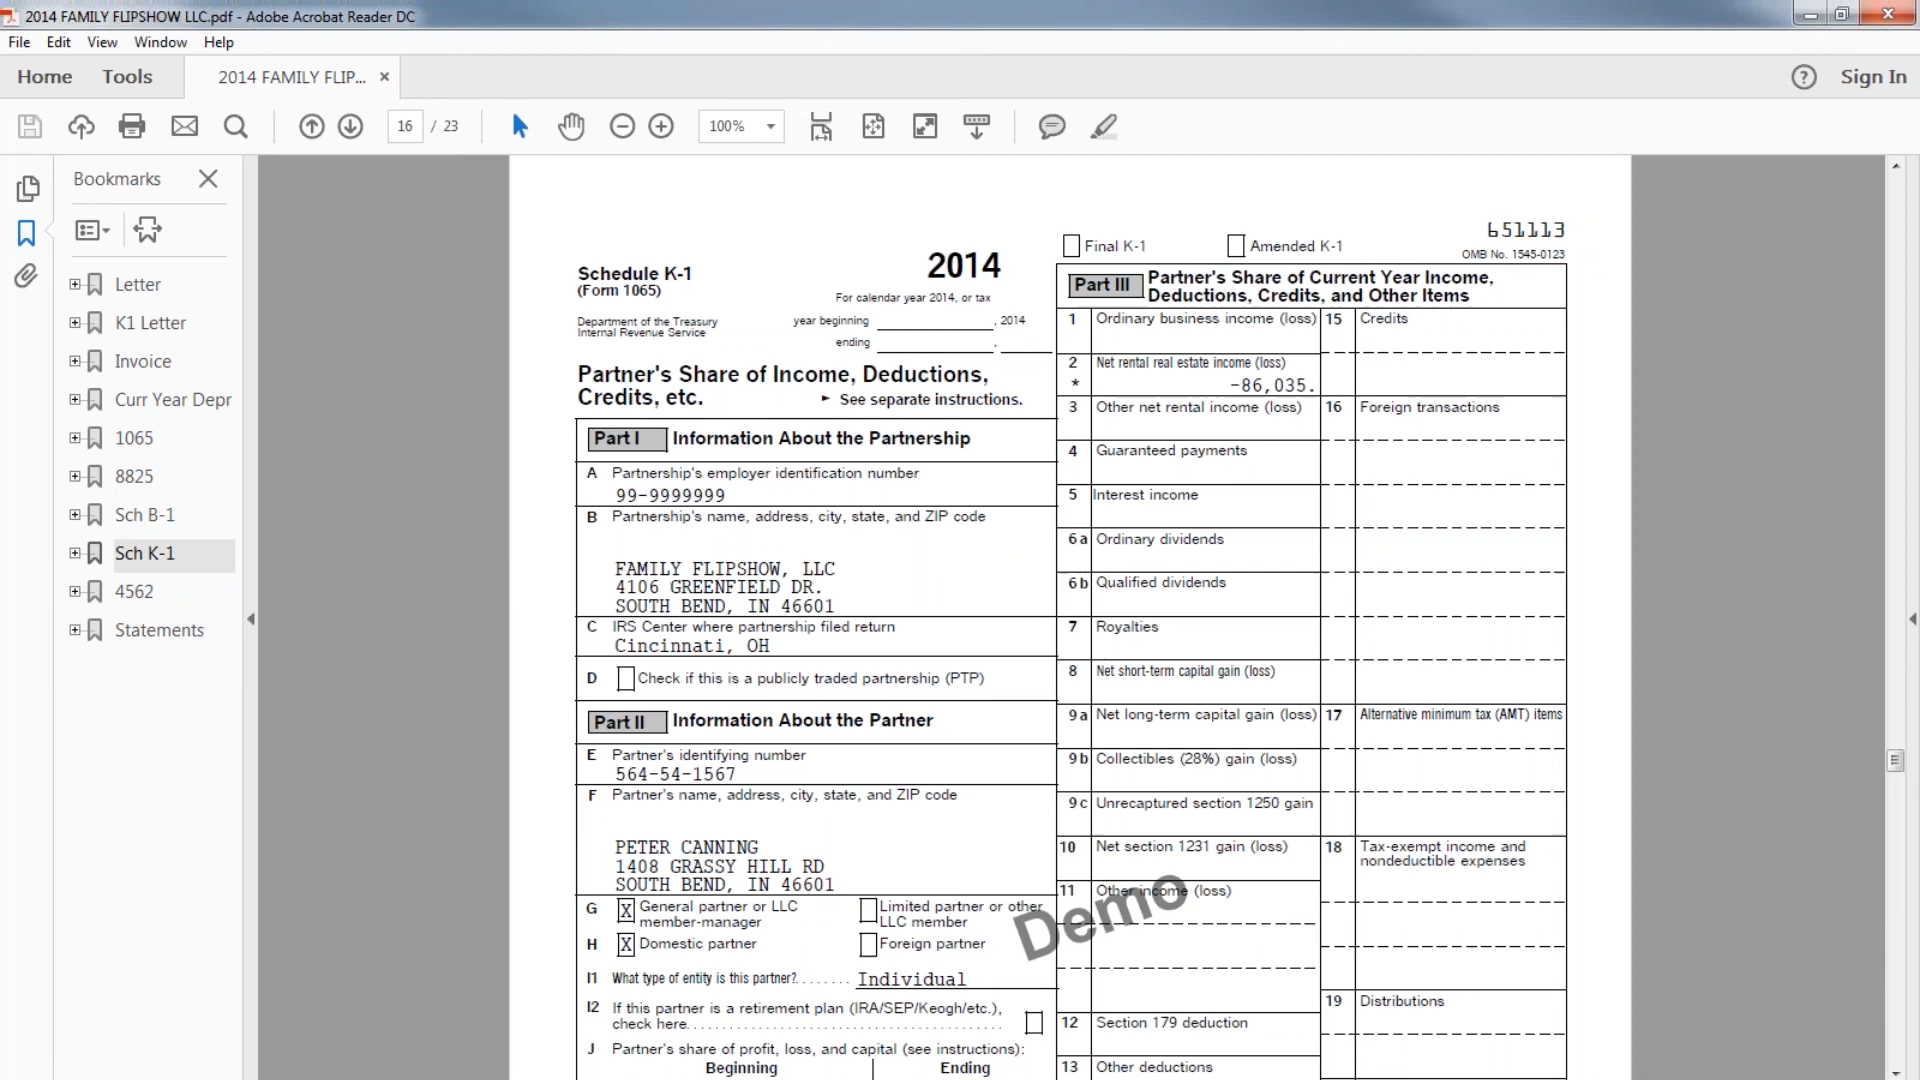 2014 FAMILY FLIPSHOW LLC.pdf - Adobe Acrobat Reader DC
File Edit View Window Help
Home Tools 2014 FAMILY FLIP... × Sign In
16 / 23 100%
Bookmarks
Letter
K1 Letter
Invoice
Curr Year Depr
1065
8825
Sch B-1
Sch K-1
4562
Statements
651113
Final K-1 Amended K-1 OMB No. 1545-0123
Schedule K-1
(Form 1065)
2014
For calendar year 2014, or tax
Department of the Treasury
Internal Revenue Service
year beginning , 2014
ending ,
Partner's Share of Income, Deductions,
Credits, etc. ► See separate instructions.
Part I Information About the Partnership
A Partnership's employer identification number
99-9999999
B Partnership's name, address, city, state, and ZIP code
FAMILY FLIPSHOW, LLC
4106 GREENFIELD DR.
SOUTH BEND, IN 46601
C IRS Center where partnership filed return
Cincinnati, OH
D Check if this is a publicly traded partnership (PTP)
Part II Information About the Partner
E Partner's identifying number
564-54-1567
F Partner's name, address, city, state, and ZIP code
PETER CANNING
1408 GRASSY HILL RD
SOUTH BEND, IN 46601
G X General partner or LLC
member-manager
Limited partner or other
LLC member
H X Domestic partner Foreign partner
I1 What type of entity is this partner?....... Individual
I2 If this partner is a retirement plan (IRA/SEP/Keogh/etc.),
check here........................................
J Partner's share of profit, loss, and capital (see instructions):
Beginning Ending
Part III Partner's Share of Current Year Income,
Deductions, Credits, and Other Items
1 Ordinary business income (loss)
2 Net rental real estate income (loss)
* -86,035.
3 Other net rental income (loss)
4 Guaranteed payments
5 Interest income
6a Ordinary dividends
6b Qualified dividends
7 Royalties
8 Net short-term capital gain (loss)
9a Net long-term capital gain (loss)
9b Collectibles (28%) gain (loss)
9c Unrecaptured section 1250 gain
10 Net section 1231 gain (loss)
11 Other income (loss)
12 Section 179 deduction
13 Other deductions
15 Credits
16 Foreign transactions
17 Alternative minimum tax (AMT) items
18 Tax-exempt income and
nondeductible expenses
19 Distributions
Demo